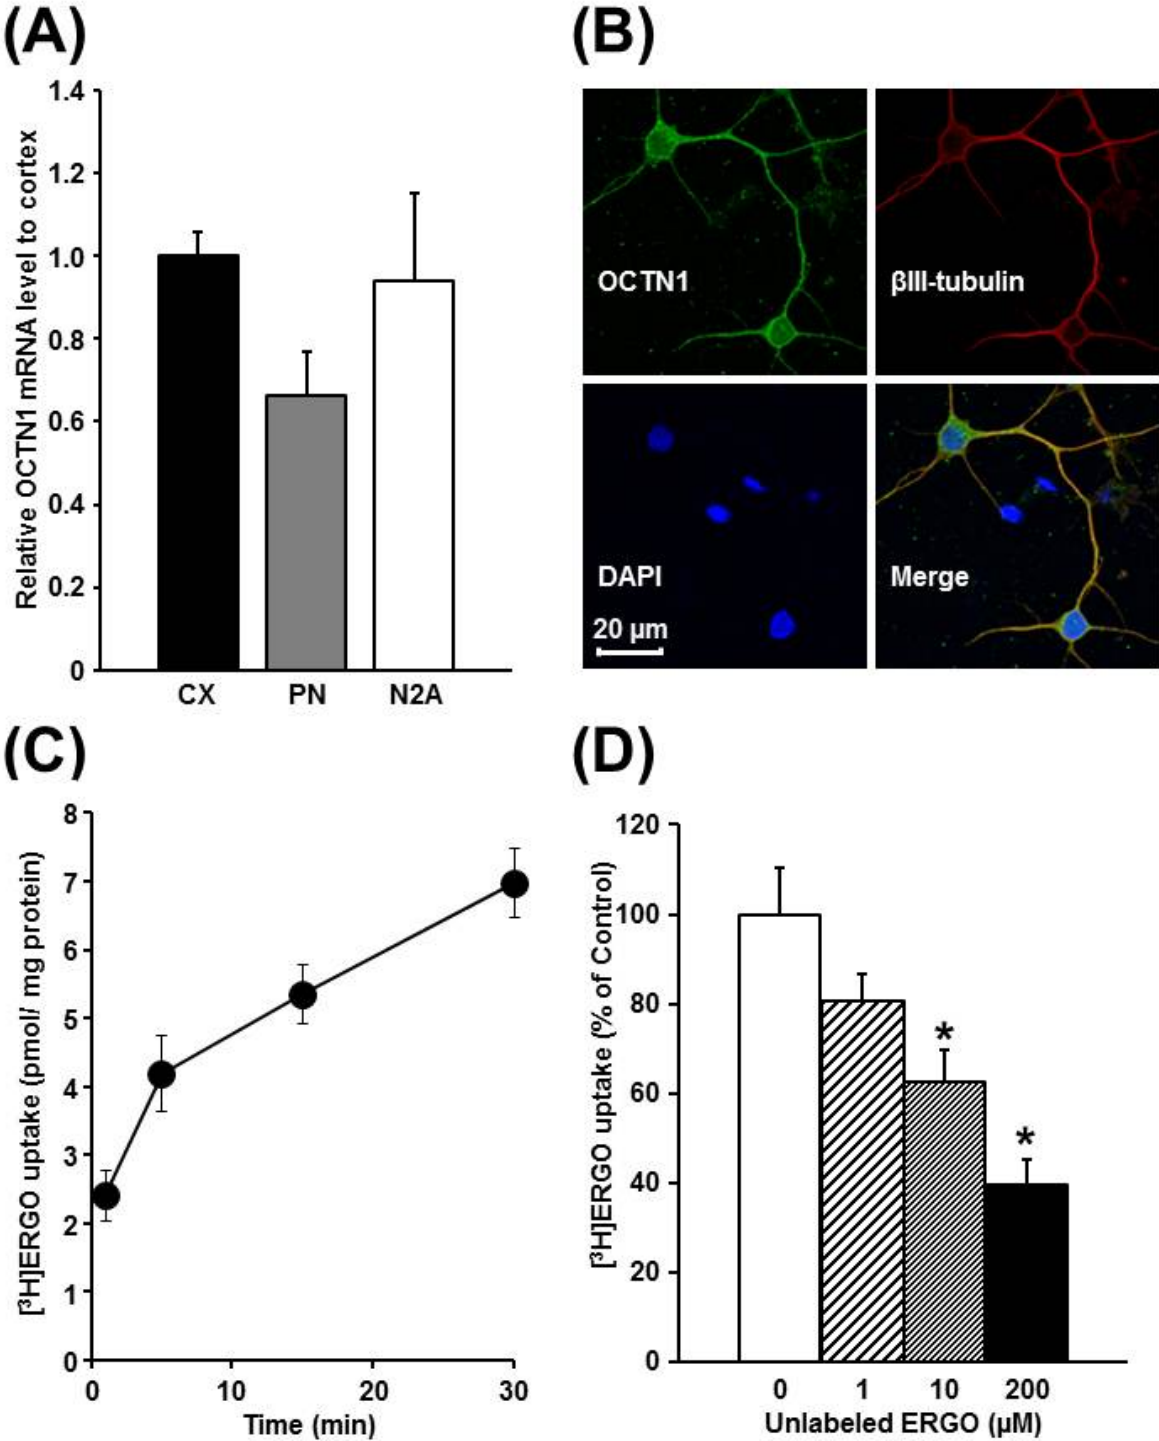 (A)
Relative OCTN1 mRNA level to cortex
1.4
1.2
1.0
0.8
0.6
0.4
0.2
0
CX PN N2A
(B)
OCTN1
βIII-tubulin
DAPI
20 μm
Merge
(C)
[³H]ERGO uptake (pmol/ mg protein)
8
7
6
5
4
3
2
1
0
0 10 20 30
Time (min)
(D)
[³H]ERGO uptake (% of Control)
120
100
80
60
40
20
0
*
*
0 1 10 200
Unlabeled ERGO (μM)